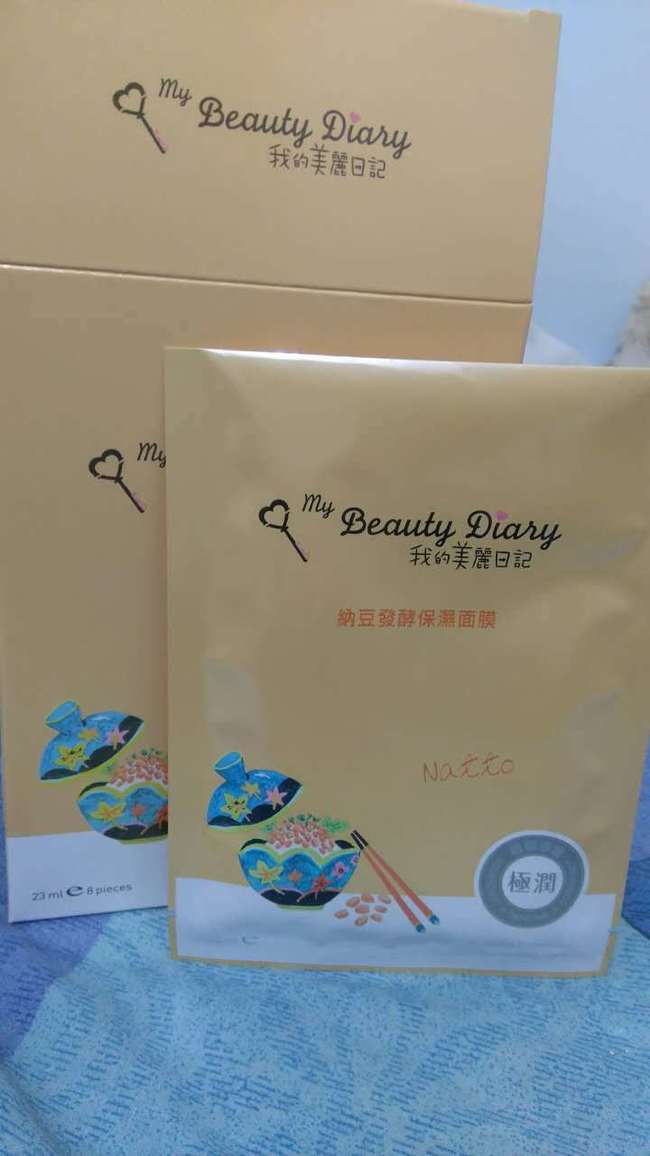 My
Beauty Diary
我的美麗日記
My
My
Beauty Diary
我的美麗日記
納豆發酵保濕面膜
Natto
極潤
23 ml e 8 pieces